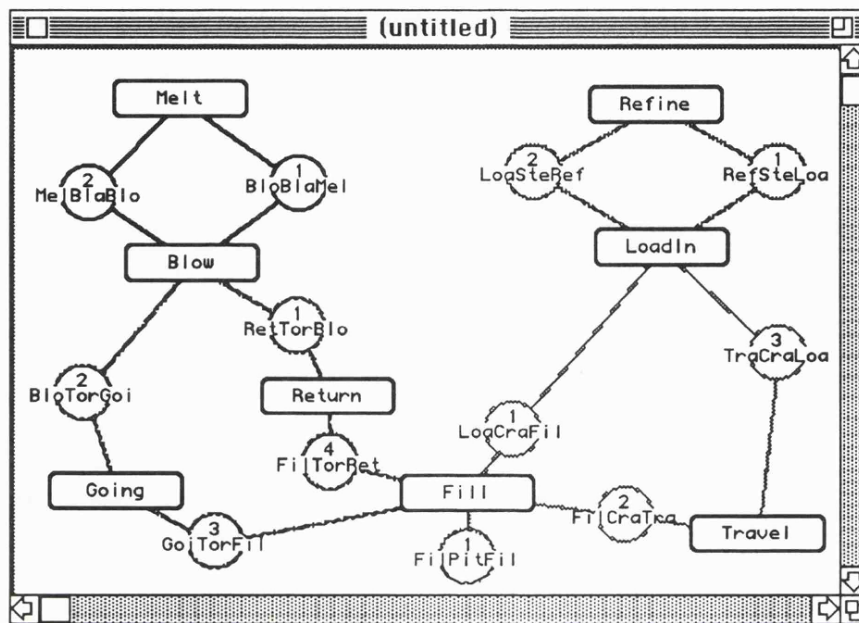 (untitled)
Melt
Refine
2
MelBlaBlo
1
BloBlaMel
2
LoaSteRef
1
RefSteLoa
Blow
LoadIn
1
RetTorBlo
3
TraCraLoa
2
BloTorGoi
Return
1
LoaCraFil
4
FilTorRet
Going
Fill
2
FilCraTra
3
GoiTorFil
Travel
1
FilPitFil